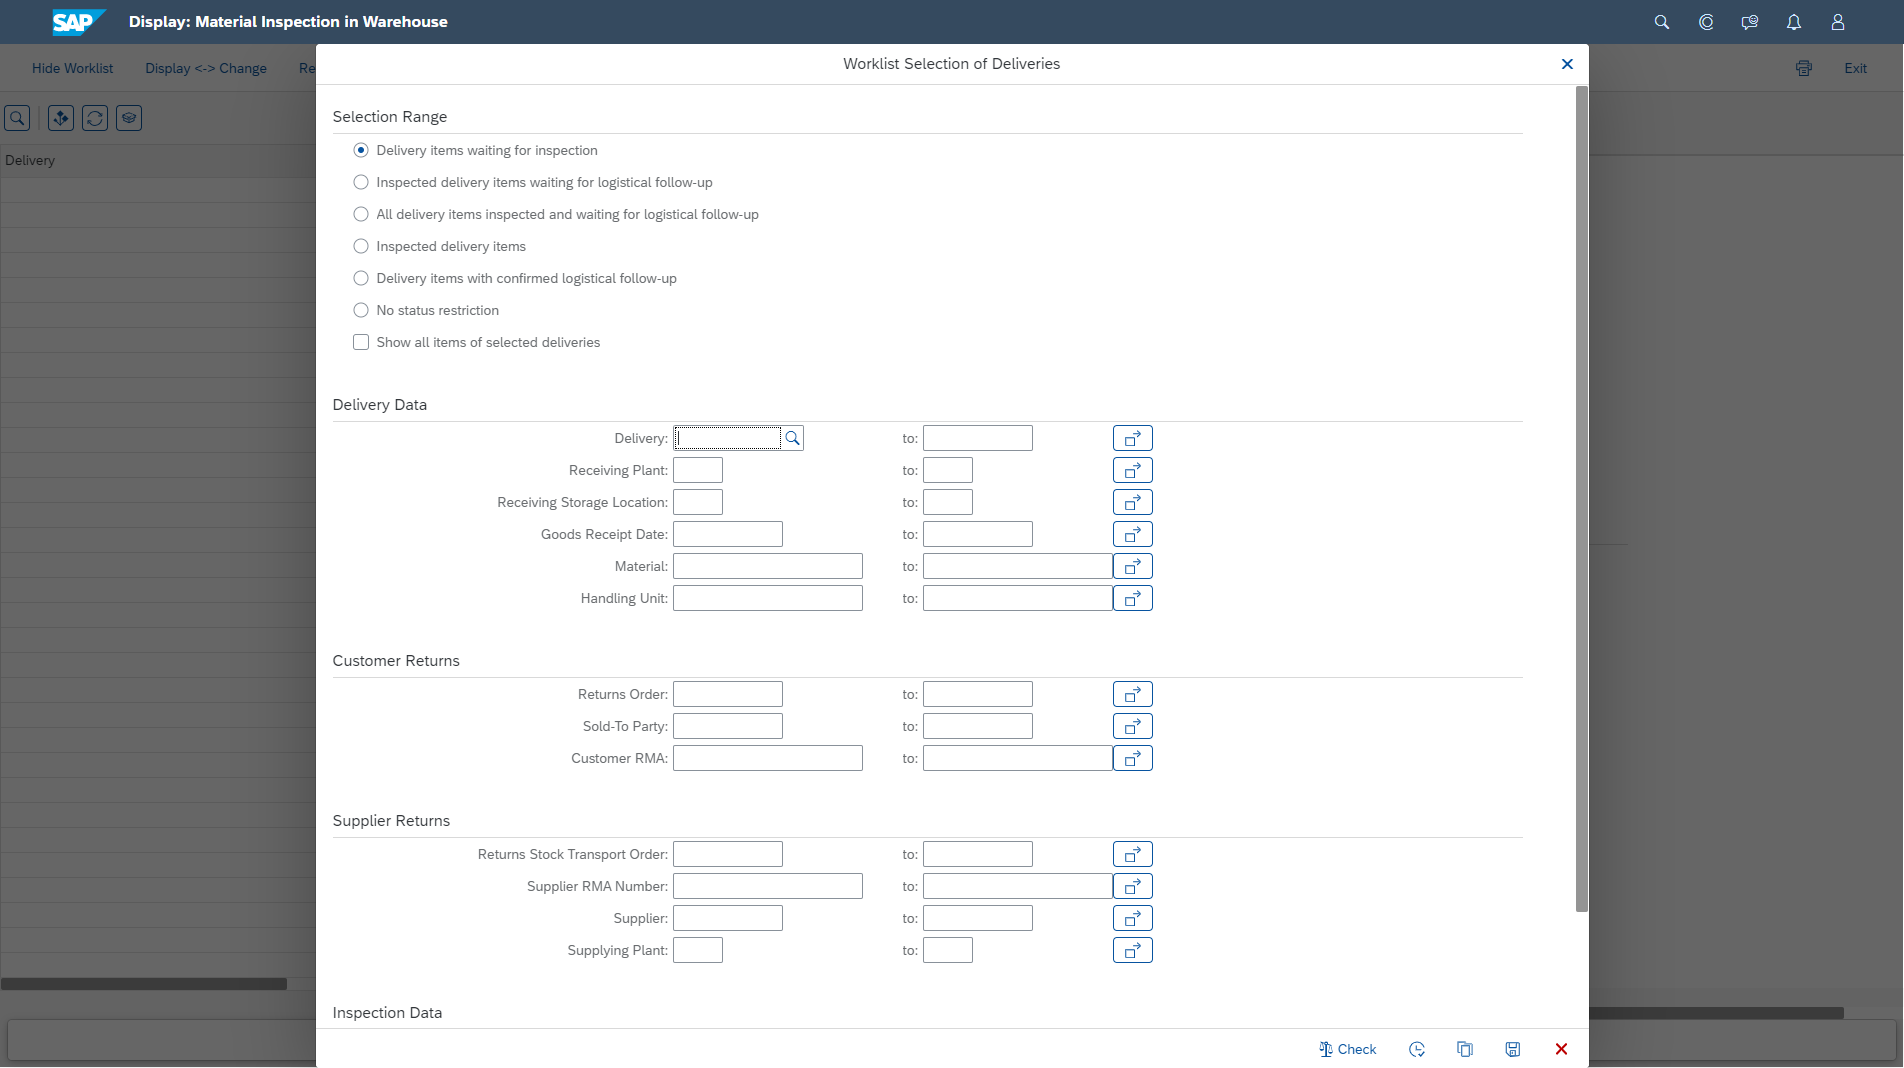 SAP Display: Material Inspection in Warehouse
Hide Worklist Display <-> Change Re Exit
Worklist Selection of Deliveries
Delivery
Selection Range
Delivery items waiting for inspection
Inspected delivery items waiting for logistical follow-up
All delivery items inspected and waiting for logistical follow-up
Inspected delivery items
Delivery items with confirmed logistical follow-up
No status restriction
Show all items of selected deliveries
Delivery Data
Delivery: to:
Receiving Plant: to:
Receiving Storage Location: to:
Goods Receipt Date: to:
Material: to:
Handling Unit: to:
Customer Returns
Returns Order: to:
Sold-To Party: to:
Customer RMA: to:
Supplier Returns
Returns Stock Transport Order: to:
Supplier RMA Number: to:
Supplier: to:
Supplying Plant: to:
Inspection Data
Check